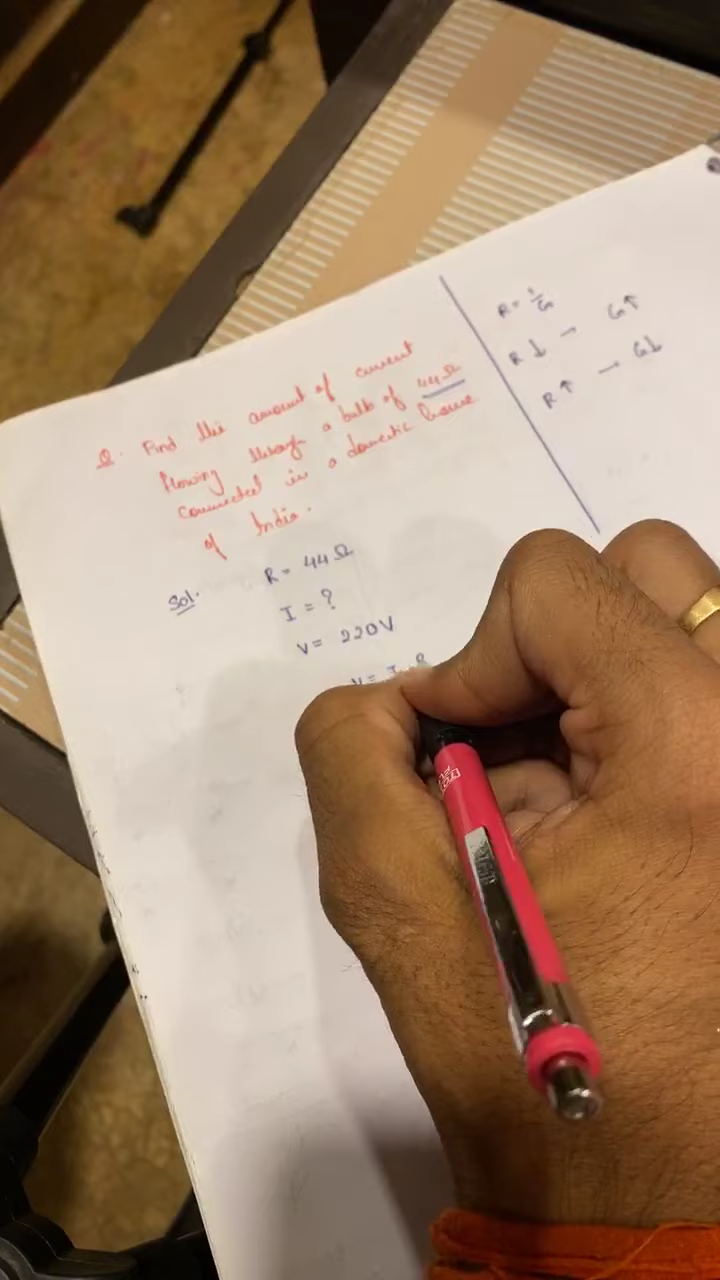 Q. Find the amount of current
flowing through a bulb of 44Ω
connected in a domestic house
of India.
Sol. R = 44Ω
I = ?
V = 220V
V = I R
R = 1/G
R ↓ → G↑
R ↑ → G↓